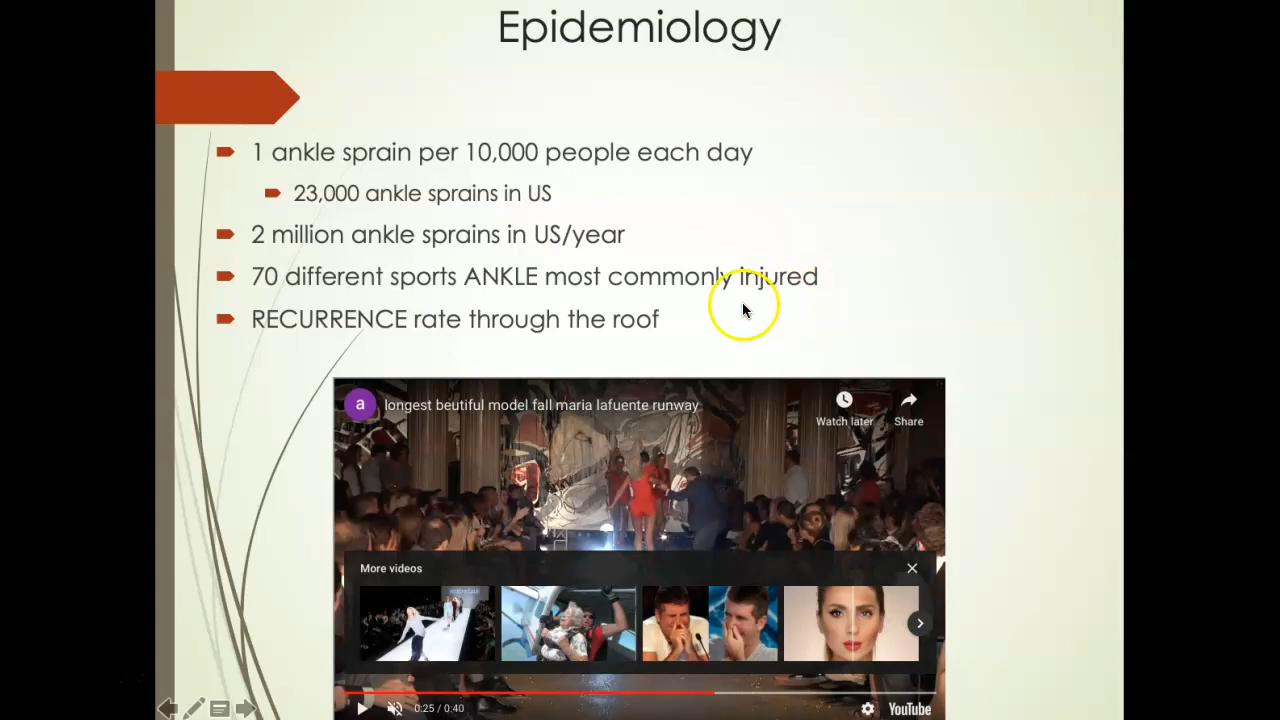 Epidemiology
1 ankle sprain per 10,000 people each day
23,000 ankle sprains in US
2 million ankle sprains in US/year
70 different sports ANKLE most commonly injured
RECURRENCE rate through the roof
a
longest beutiful model fall maria lafuente runway
Watch later
Share
More videos
0:25 / 0:40
YouTube